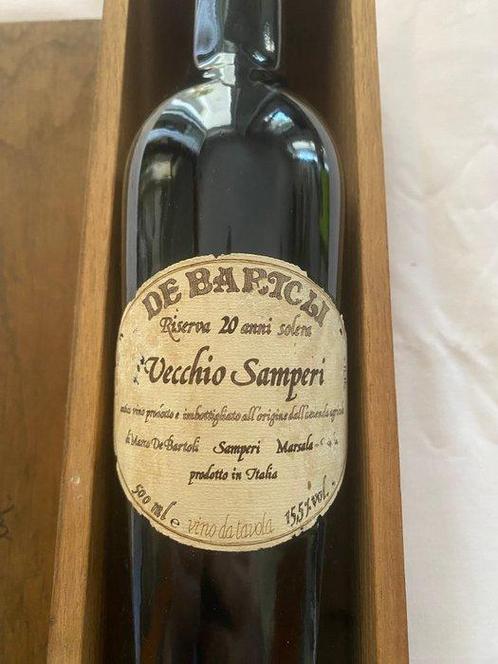 DE BARTOLI
Riserva 20 anni solera
Vecchio Samperi
vino prodotto e imbottigliato all'origine dall'azienda agricola
di Marco De Bartoli Samperi Marsala
prodotto in Italia
500 ml e vino da tavola 15,5% vol.